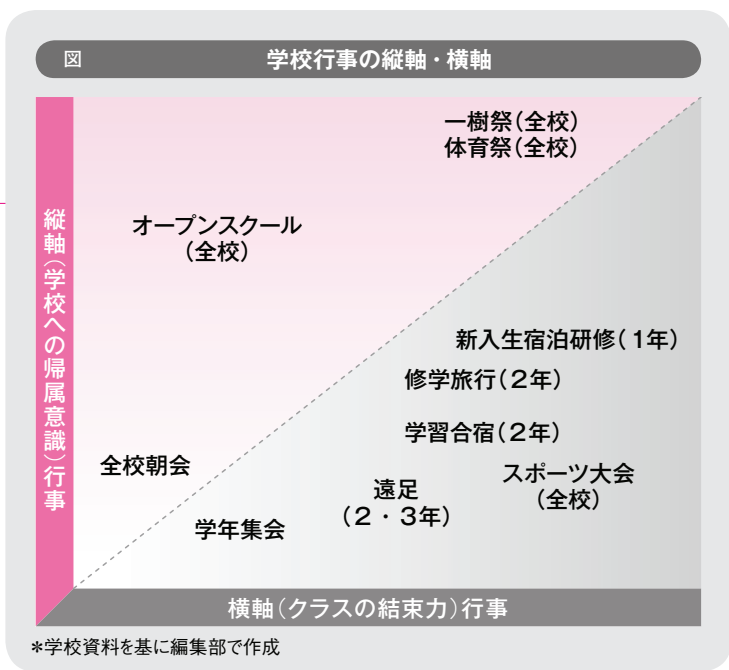 図
学校行事の縦軸・横軸
縦軸（学校への帰属意識）行事
一樹祭（全校）
体育祭（全校）
オープンスクール
（全校）
新入生宿泊研修（1年）
修学旅行（2年）
学習合宿（2年）
全校朝会
スポーツ大会
（全校）
遠足
（2・3年）
学年集会
横軸（クラスの結束力）行事
＊学校資料を基に編集部で作成